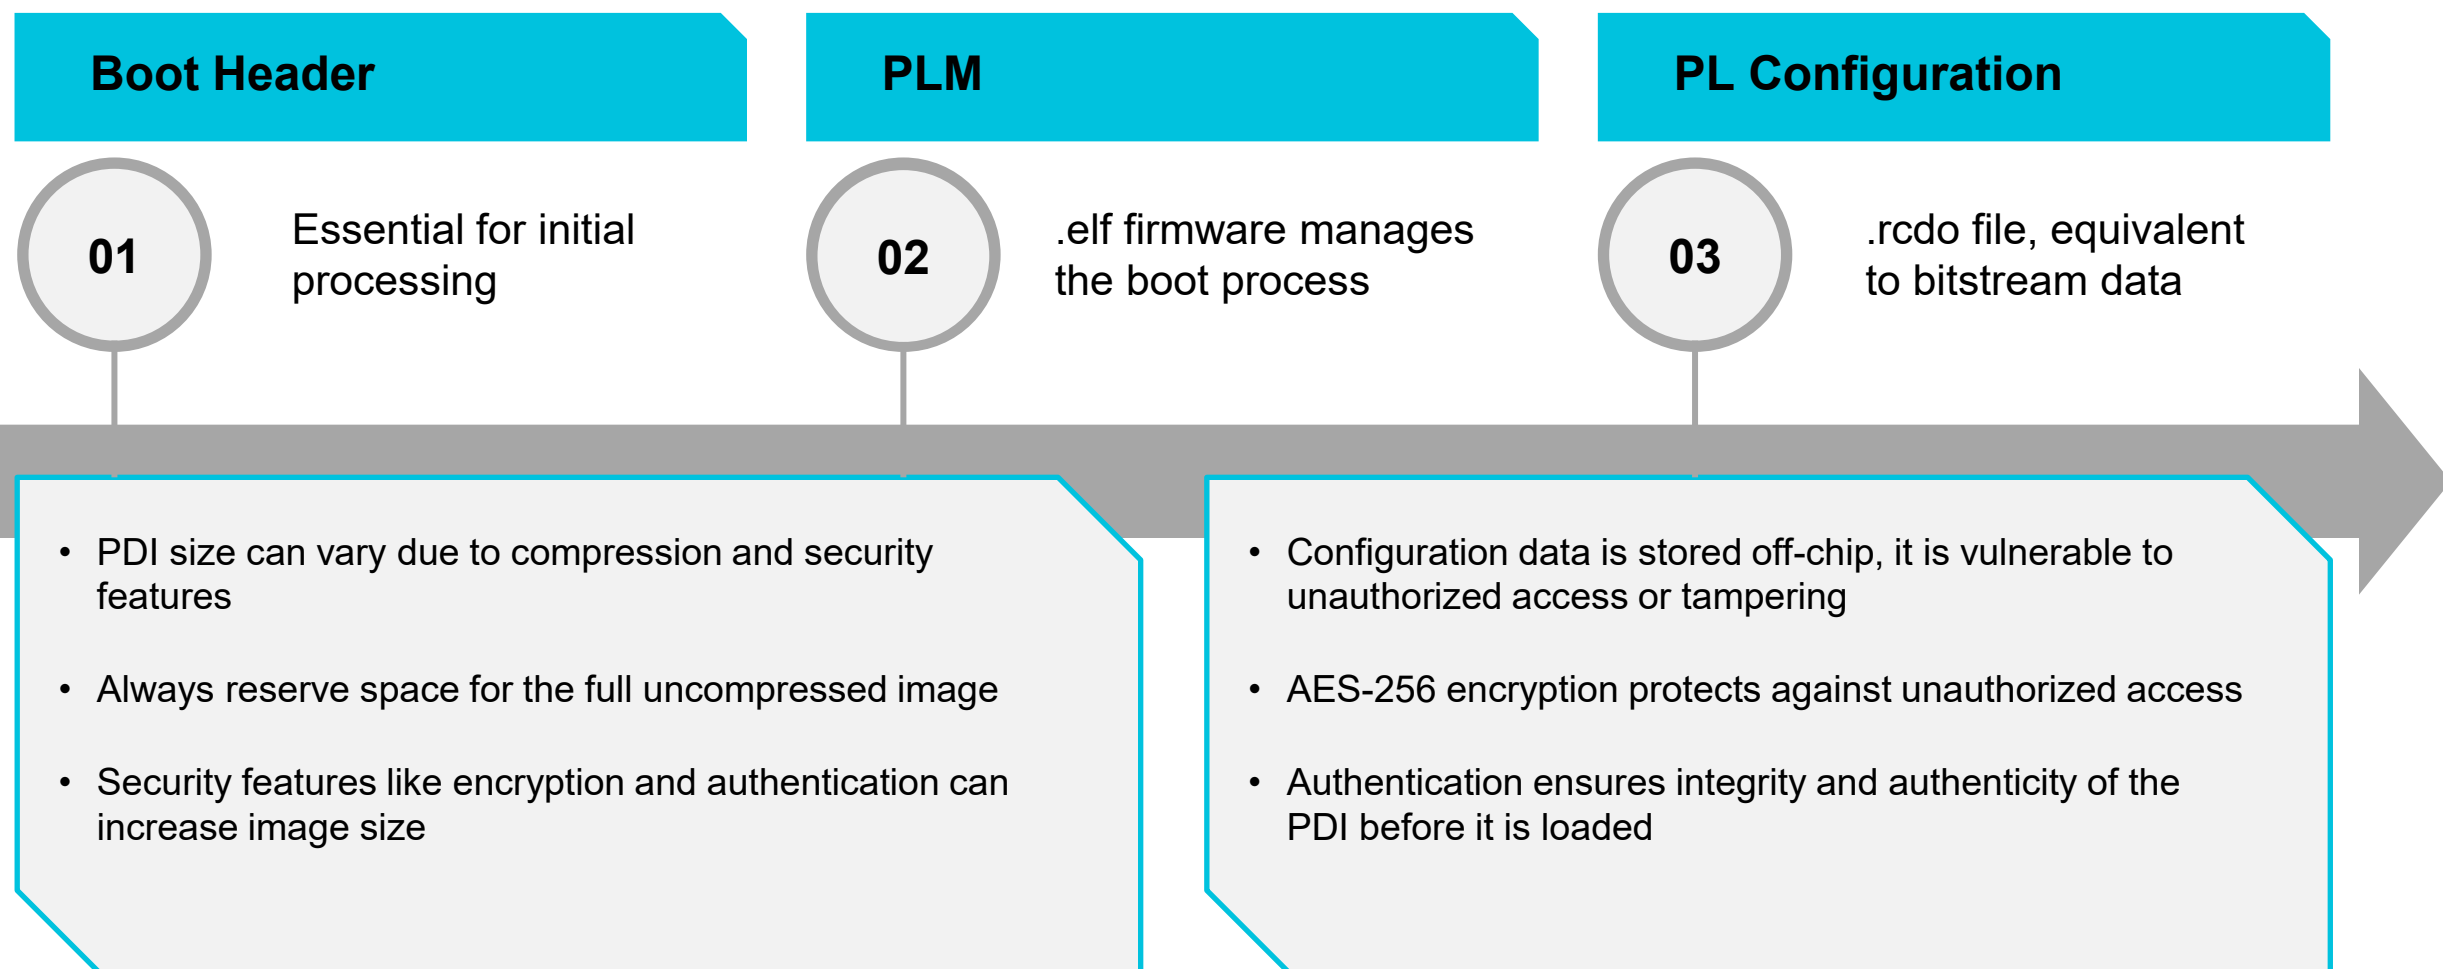 Boot Header
PLM
PL Configuration
01
Essential for initial
processing
02
.elf firmware manages
the boot process
03
.rcdo file, equivalent
to bitstream data
• PDI size can vary due to compression and security
features
• Always reserve space for the full uncompressed image
• Security features like encryption and authentication can
increase image size
• Configuration data is stored off-chip, it is vulnerable to
unauthorized access or tampering
• AES-256 encryption protects against unauthorized access
• Authentication ensures integrity and authenticity of the
PDI before it is loaded